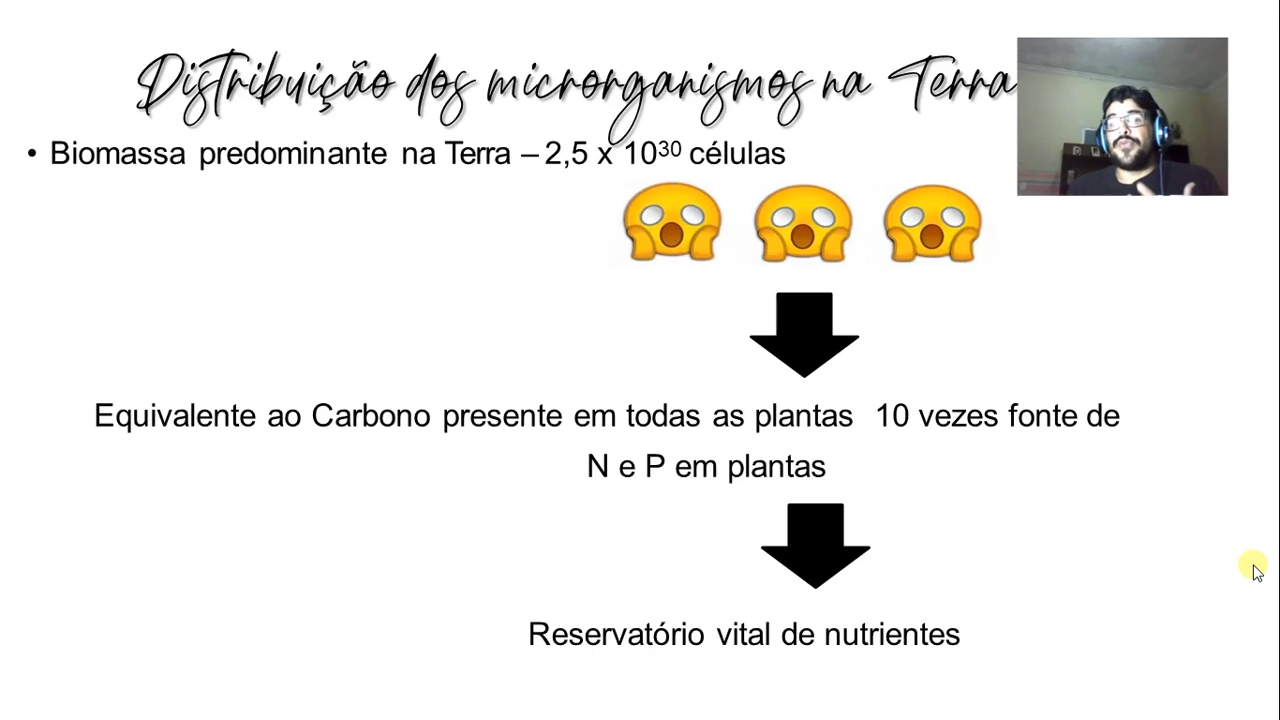 Distribuição dos microrganismos na Terra
• Biomassa predominante na Terra – 2,5 x 10³⁰ células
Equivalente ao Carbono presente em todas as plantas 10 vezes fonte de
N e P em plantas
Reservatório vital de nutrientes